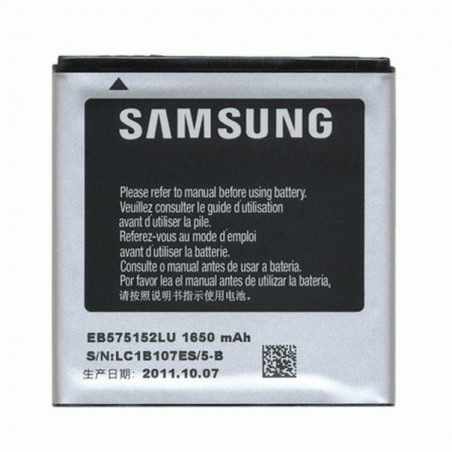 SAMSUNG
Please refer to manual before using battery.
Veuillez consulter le guide d'utilisation
avant d'utiliser la pile.
Referez-vous au mode d'emploi
avant d'utiliser la batterie.
Consulte o manual antes de usar a bateria.
Por favor lea el manual antes de utilizar la bateria.
请按照说明书指示使用电池。
EB575152LU 1650 mAh
S/N:LC1B107ES/5-B
生产日期: 2011.10.07